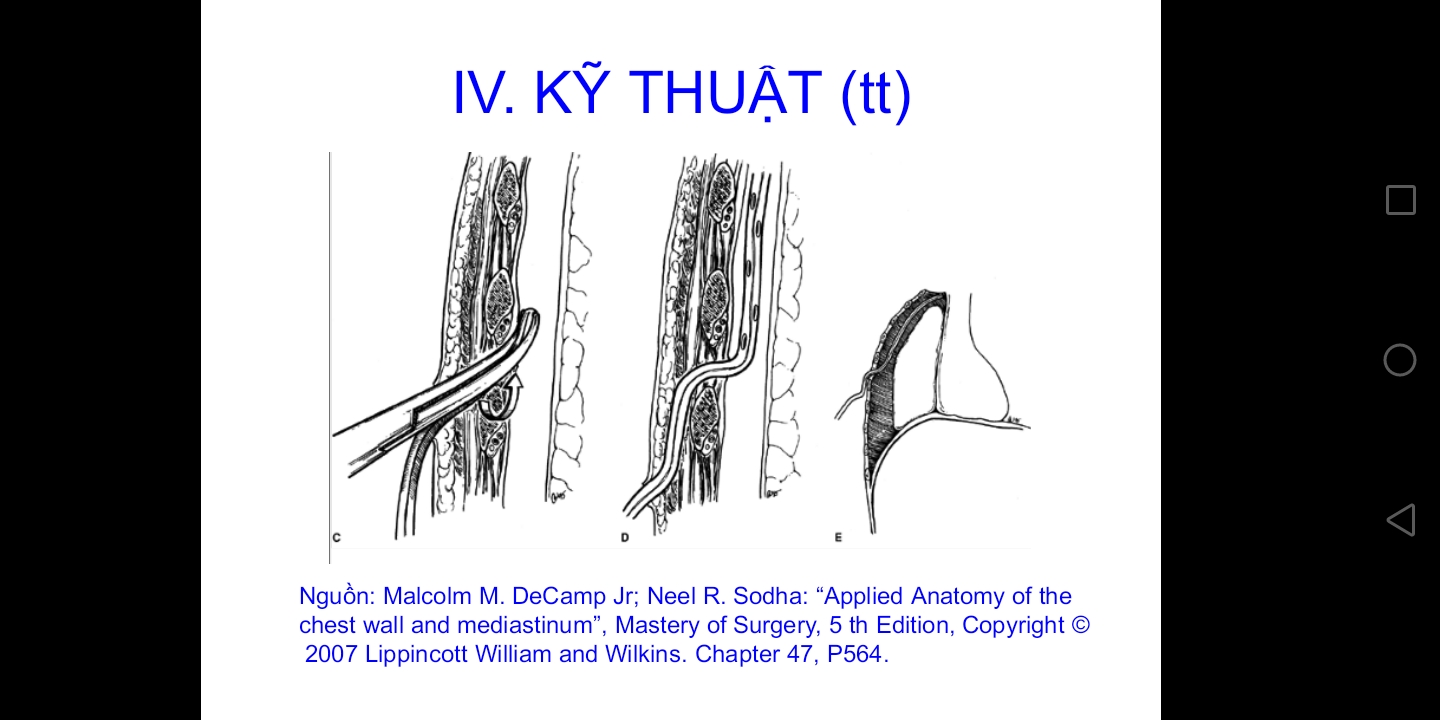 IV. KỸ THUẬT (tt)
C
D
E
Nguồn: Malcolm M. DeCamp Jr; Neel R. Sodha: “Applied Anatomy of the
chest wall and mediastinum”, Mastery of Surgery, 5 th Edition, Copyright ©
2007 Lippincott William and Wilkins. Chapter 47, P564.